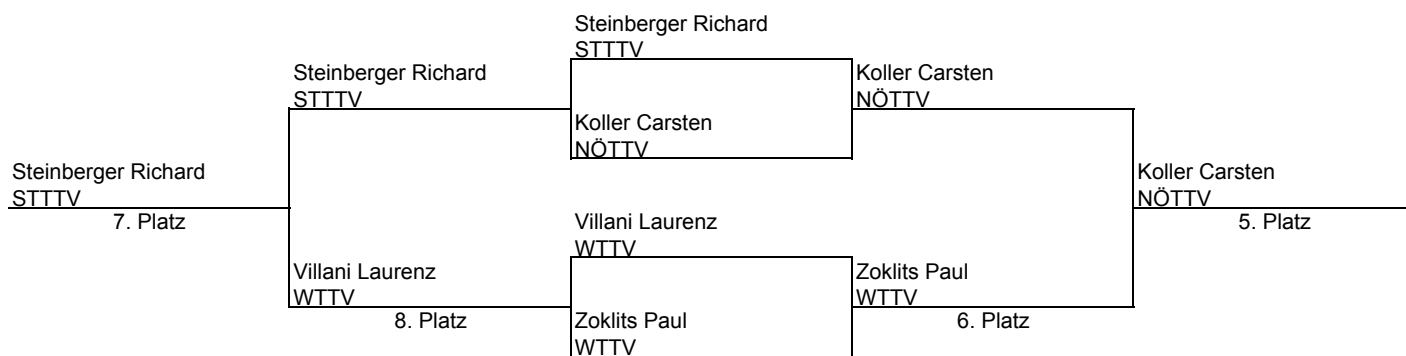 Steinberger Richard
STTTV
Steinberger Richard
STTTV
Koller Carsten
NÖTTV
Koller Carsten
NÖTTV
Steinberger Richard
STTTV
7. Platz
Koller Carsten
NÖTTV
5. Platz
Villani Laurenz
WTTV
Villani Laurenz
WTTV
8. Platz
Zoklits Paul
WTTV
6. Platz
Zoklits Paul
WTTV